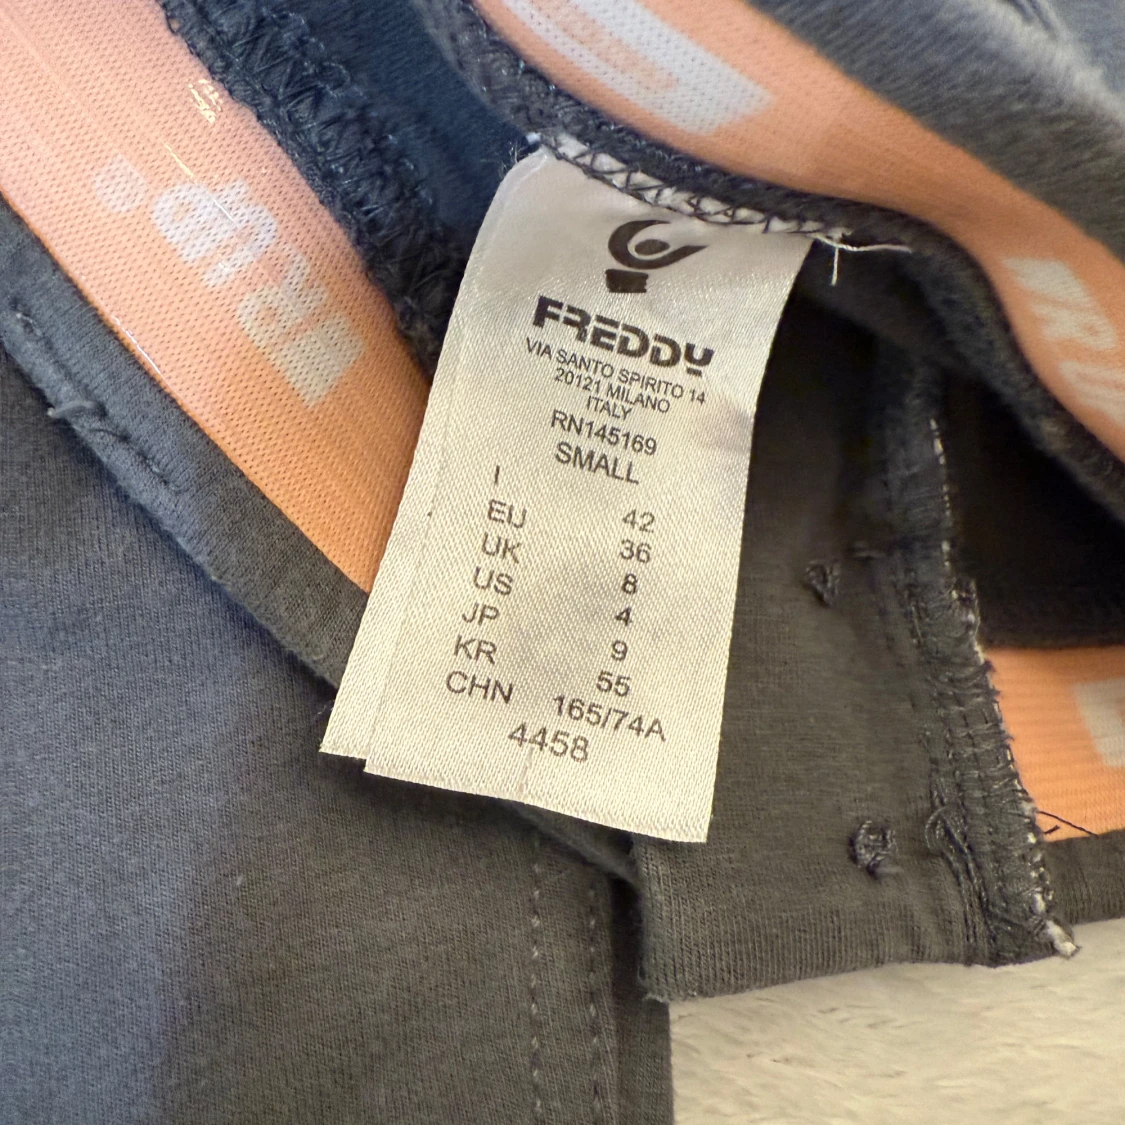 FREDDY
VIA SANTO SPIRITO 14
20121 MILANO
ITALY
RN145169
SMALL
I 42
EU 36
UK 8
US 4
JP 9
KR 55
CHN 165/74A
4458